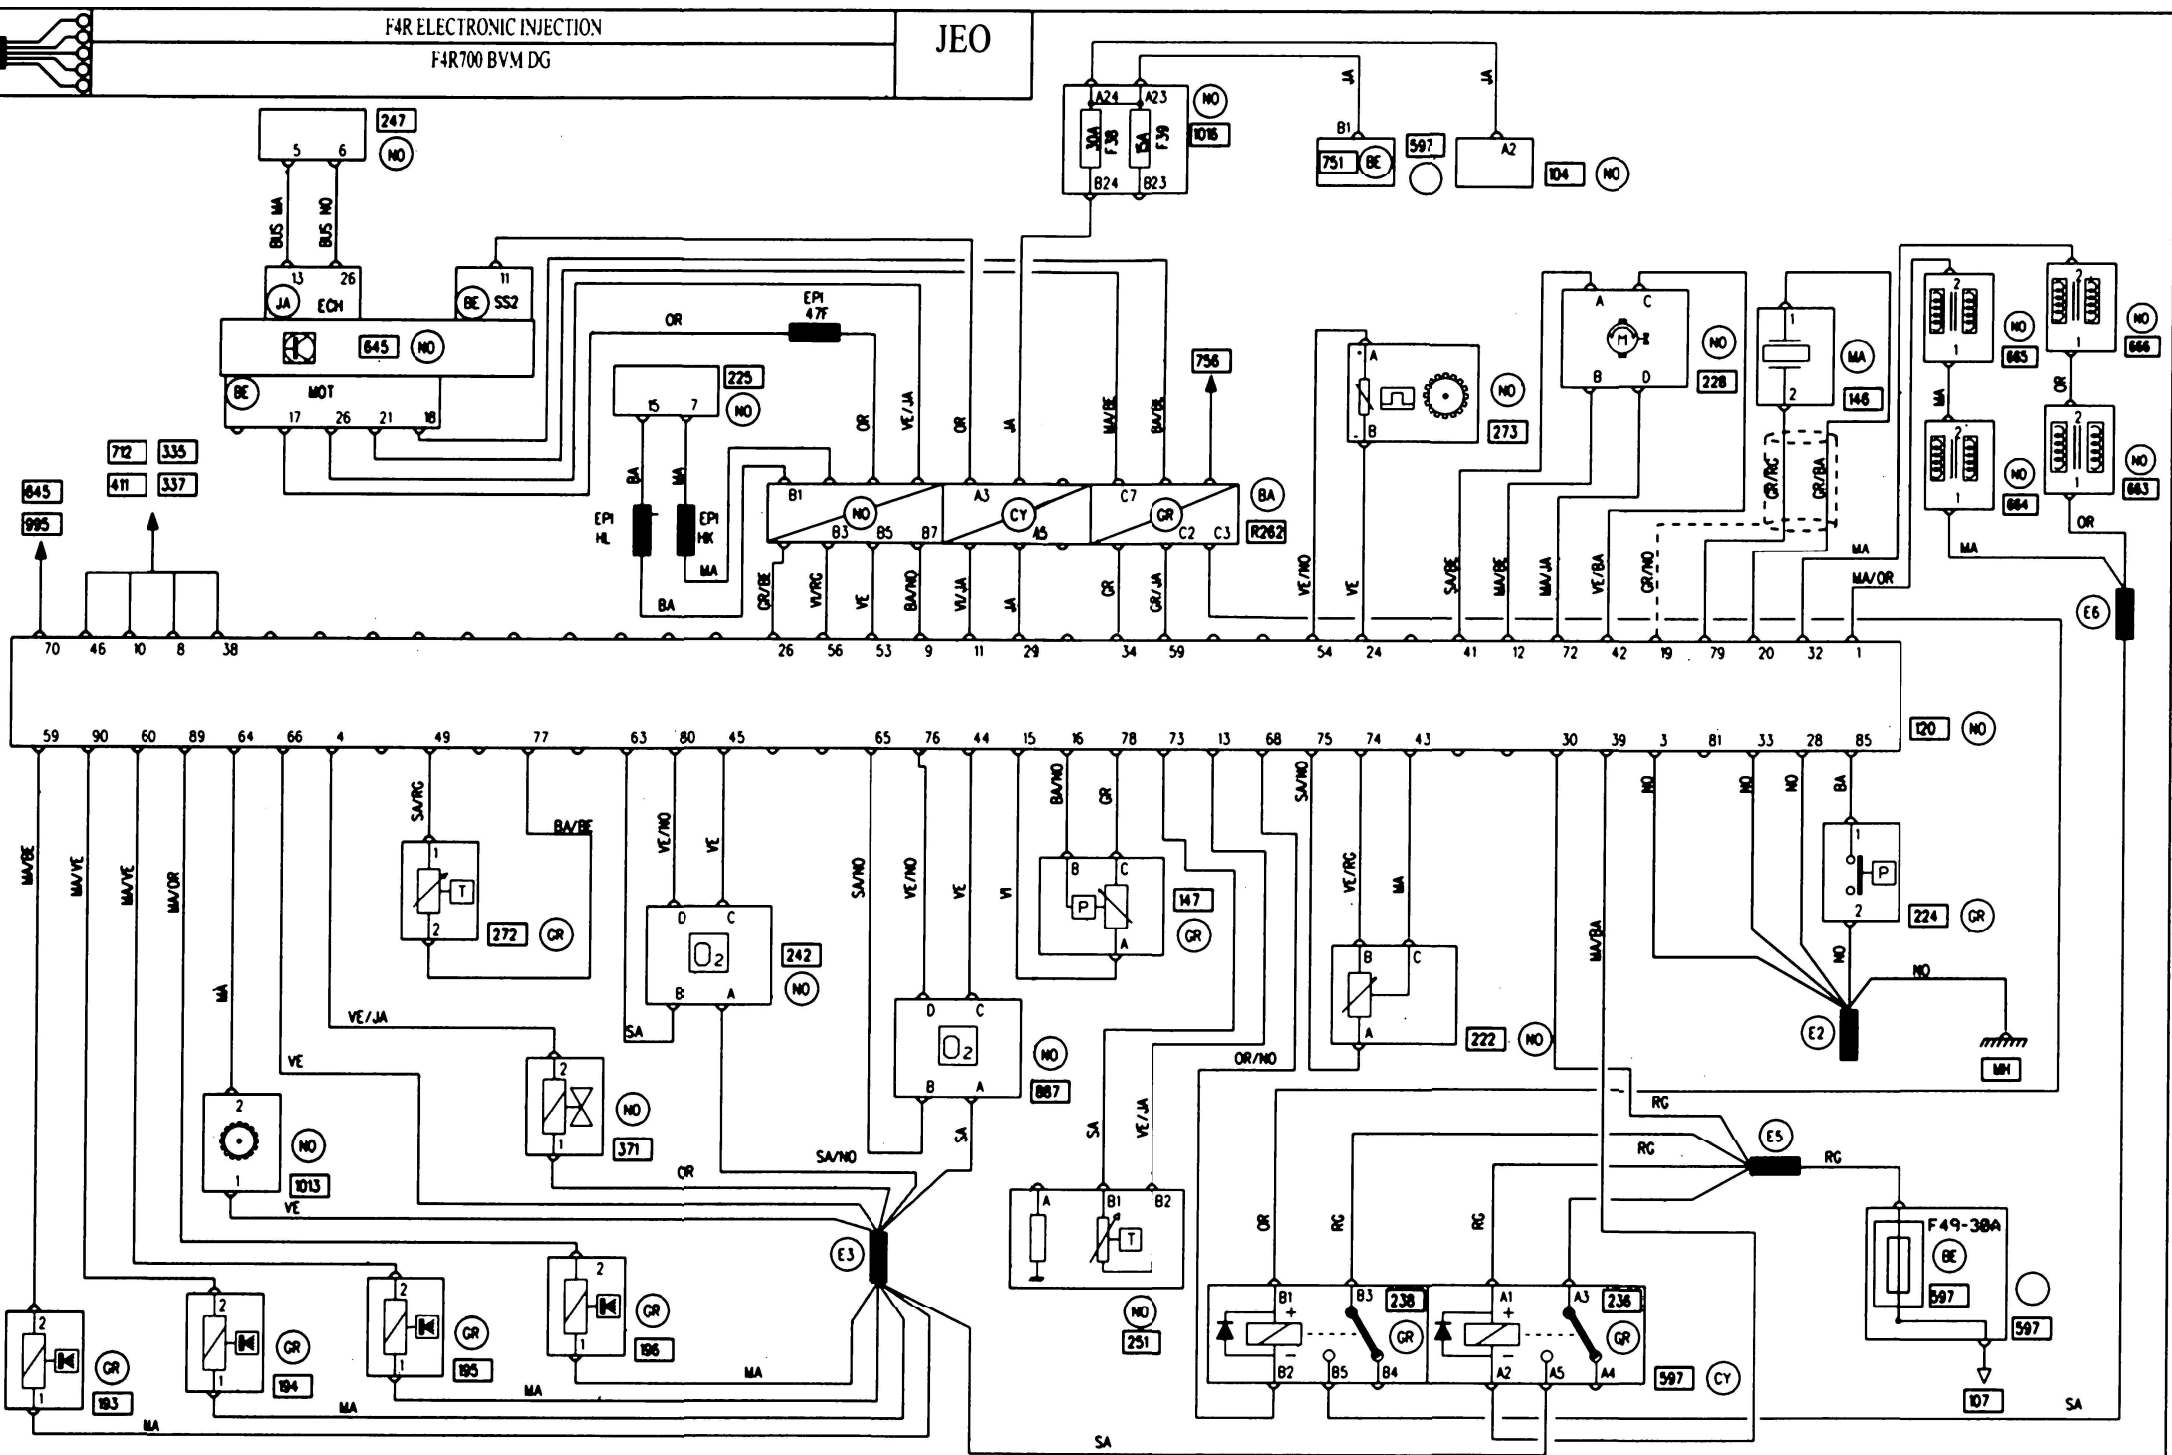 F4R ELECTRONIC INJECTION
F4R700 BVM DG
JEO
247
NO
5 6
BUS MA
BUS NO
13 26
JA ECH
11
BE SS2
645 NO
BE MOT
17 26 21 18
A24 A23
30A F38
15A F39
B24 B23
NO
1016
JA
JA
B1
751 BE
597
A2
104 NO
OR
EPI 47F
225
NO
15 7
BA
MA
EPI HL
EPI HK
MA
BA
OR
VE/JA
OR
JA
MA/BE
BA/BE
756
B1
B3 B5 B7
NO
A3
CY
A5
C7
GR
C2 C3
BA
R262
GR/BE
VI/RG
VE
BA/NO
VI/JA
JA
GR
GR/JA
712 335
411 337
645
995
A
B
NO
273
VE/NO
VE
A C
M
B D
NO
228
SA/BE
MA/BE
MA/JA
VE/BA
1
2
MA
146
GR/RG
GR/BA
GR/NO
2
1
NO
665
2
1
NO
666
MA
OR
2
1
NO
664
2
1
NO
663
OR
MA
MA
MA/OR
E6
70 46 10 8 38 26 56 53 9 11 29 34 59 54 24 41 12 72 42 19 79 20 32 1
120 NO
59 90 60 89 64 66 4 49 77 63 80 45 65 76 44 15 16 78 73 13 68 75 74 43 30 39 3 81 33 28 85
MA/BE
MA/VE
MA/VE
MA/OR
MA
VE
VE/JA
SA/RG
BA/BE
1
T
2
272 GR
VE/NO
VE
D C
O2
B A
242
NO
SA
SA/NO
VE/NO
VE
D C
O2
B A
NO
887
SA
VI
BA/NO
GR
B C
P
A
147
GR
SA/NO
VE/RG
MA
B C
A
222 NO
MA/BA
NO
NO
NO
BA
1
P
2
224 GR
NO
NO
E2
MH
2
1
NO
1013
VE
2
1
NO
371
OR
SA/NO
E3
SA
VE/JA
OR/NO
A B1 B2
T
NO
251
RG
RG
RG
E5
OR
RG
RG
F49-30A
BE
597
597
107
B1
+
-
B2
B3
B5 B4
238
GR
A1
+
-
A2
A3
A5 A4
236
GR
597 CY
SA
SA
2
1
GR
193
MA
2
1
GR
194
MA
2
1
GR
195
MA
2
1
GR
196
MA